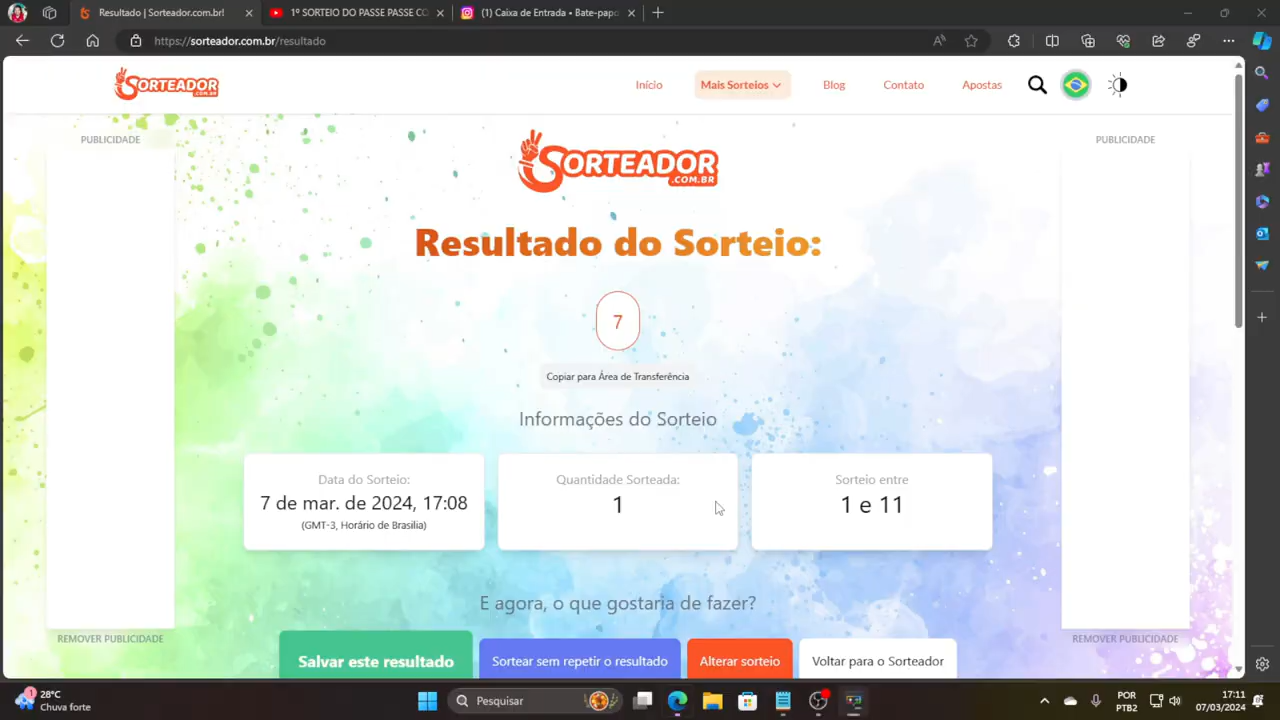 Resultado | Sorteador.com.br!
1º SORTEIO DO PASSE PASSE CO
(1) Caixa de Entrada • Bate-papo
https://sorteador.com.br/resultado
SORTEADOR
.COM.BR
Início
Mais Sorteios
Blog
Contato
Apostas
PUBLICIDADE
PUBLICIDADE
SORTEADOR
.COM.BR
Resultado do Sorteio:
7
Copiar para Área de Transferência
Informações do Sorteio
Data do Sorteio:
7 de mar. de 2024, 17:08
(GMT-3, Horário de Brasilia)
Quantidade Sorteada:
1
Sorteio entre
1 e 11
E agora, o que gostaria de fazer?
REMOVER PUBLICIDADE
REMOVER PUBLICIDADE
Salvar este resultado
Sortear sem repetir o resultado
Alterar sorteio
Voltar para o Sorteador
1
28°C
Chuva forte
Pesquisar
POR
PTB2
17:11
07/03/2024